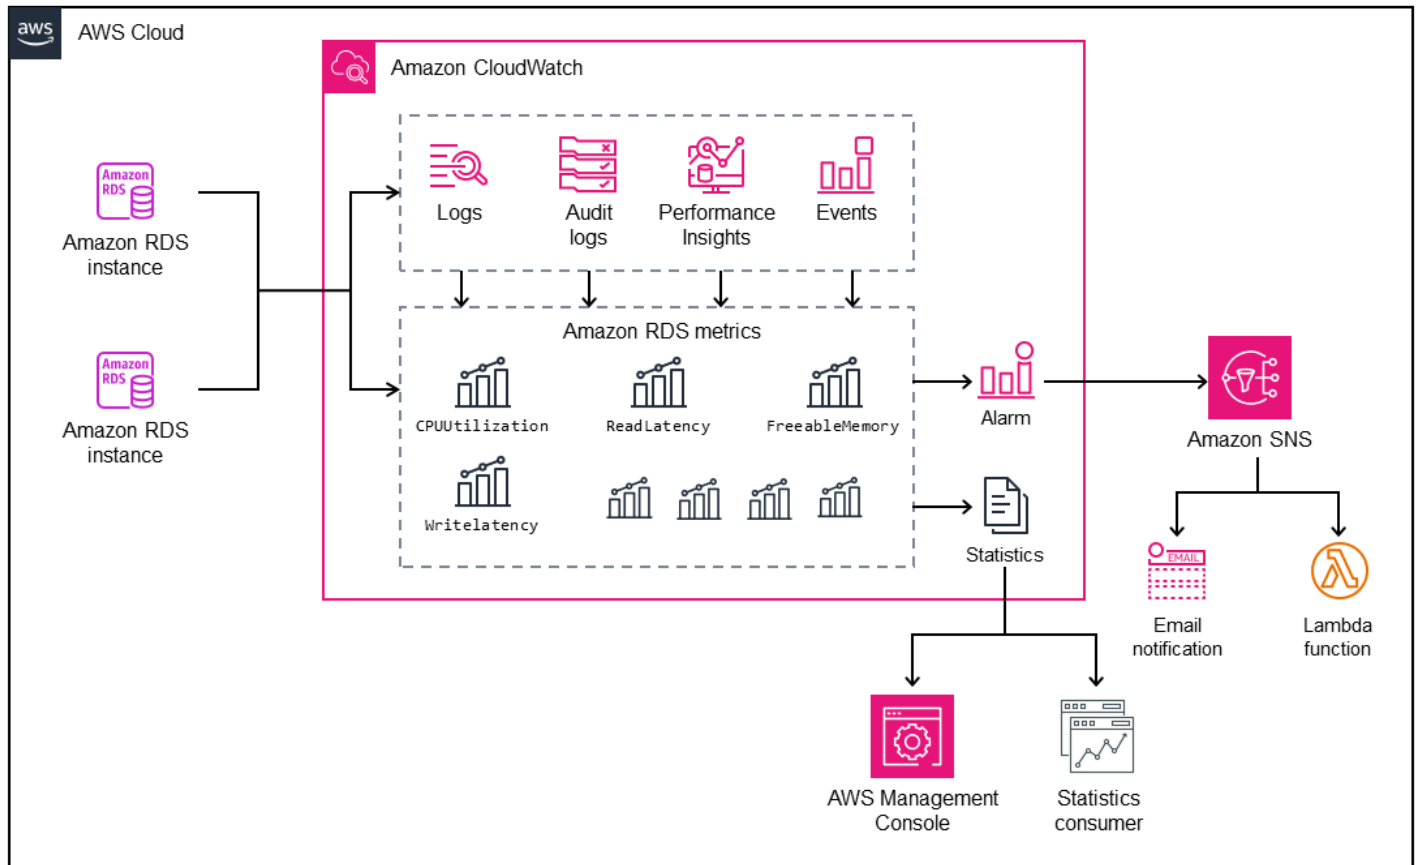 aws
AWS Cloud
Amazon CloudWatch
Amazon
RDS
Amazon RDS
instance
Amazon
RDS
Amazon RDS
instance
Logs
Audit
logs
Performance
Insights
Events
Amazon RDS metrics
CPUUtilization
ReadLatency
FreeableMemory
Writelatency
Alarm
Statistics
Amazon SNS
EMAIL
Email
notification
Lambda
function
AWS Management
Console
Statistics
consumer